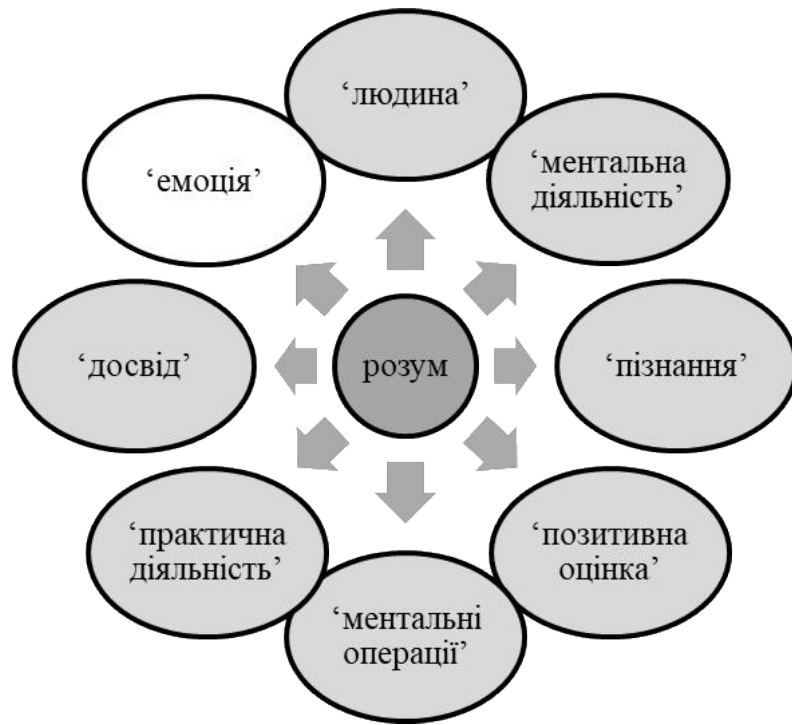 ‘людина’
‘ментальна
діяльність’
‘пізнання’
‘позитивна
оцінка’
‘ментальні
операції’
‘практична
діяльність’
‘досвід’
‘емоція’
розум